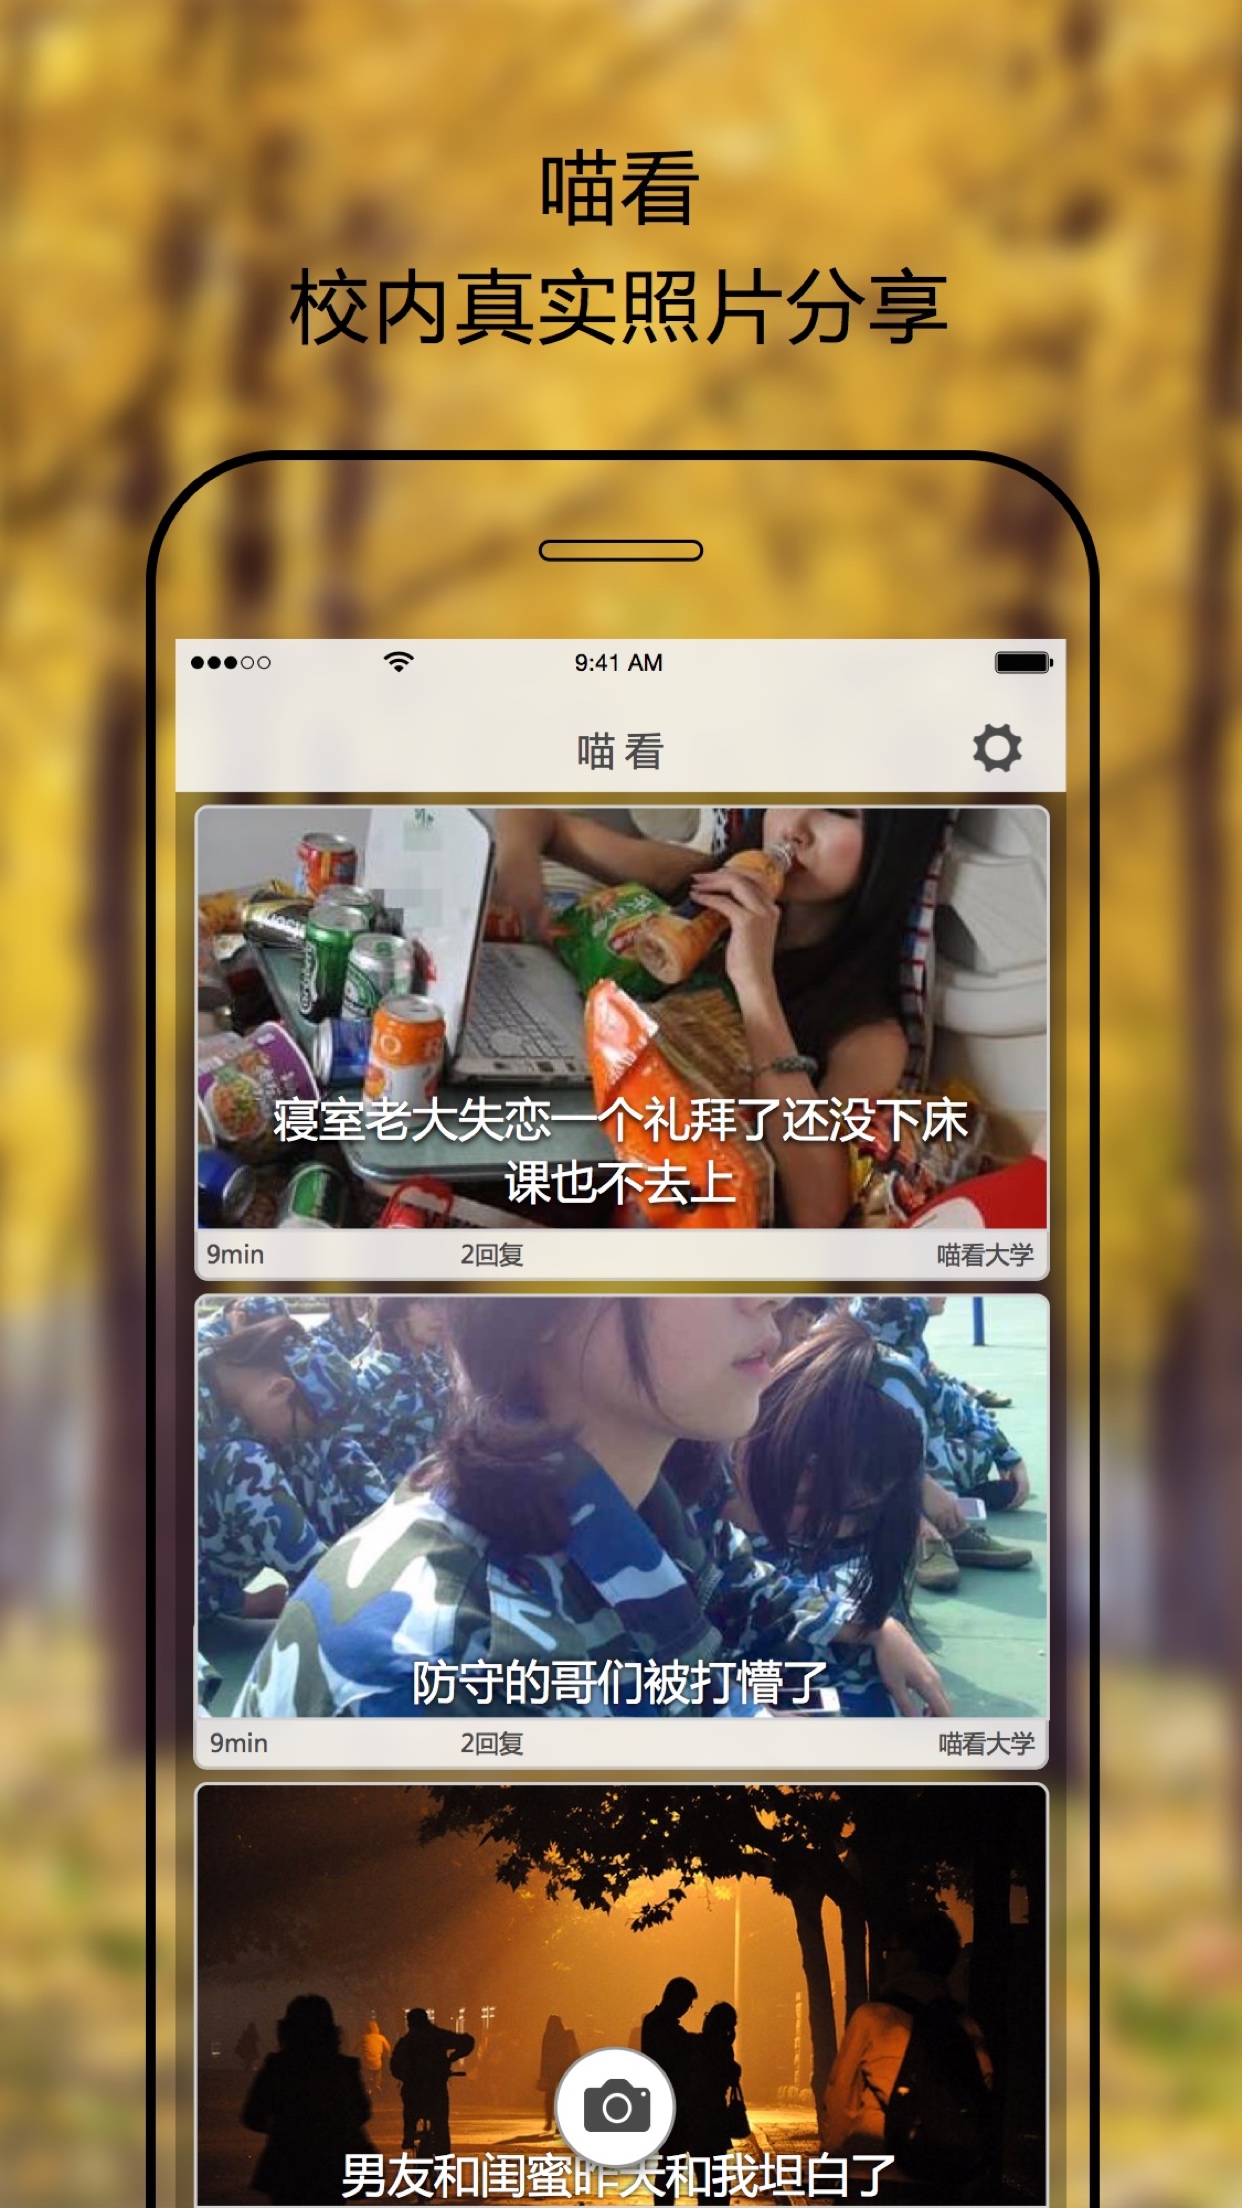 喵看
校内真实照片分享
9:41 AM
喵看
寝室老大失恋一个礼拜了还没下床
课也不去上
9min 2回复 喵看大学
防守的哥们被打懵了
9min 2回复 喵看大学
男友和闺蜜昨天和我坦白了